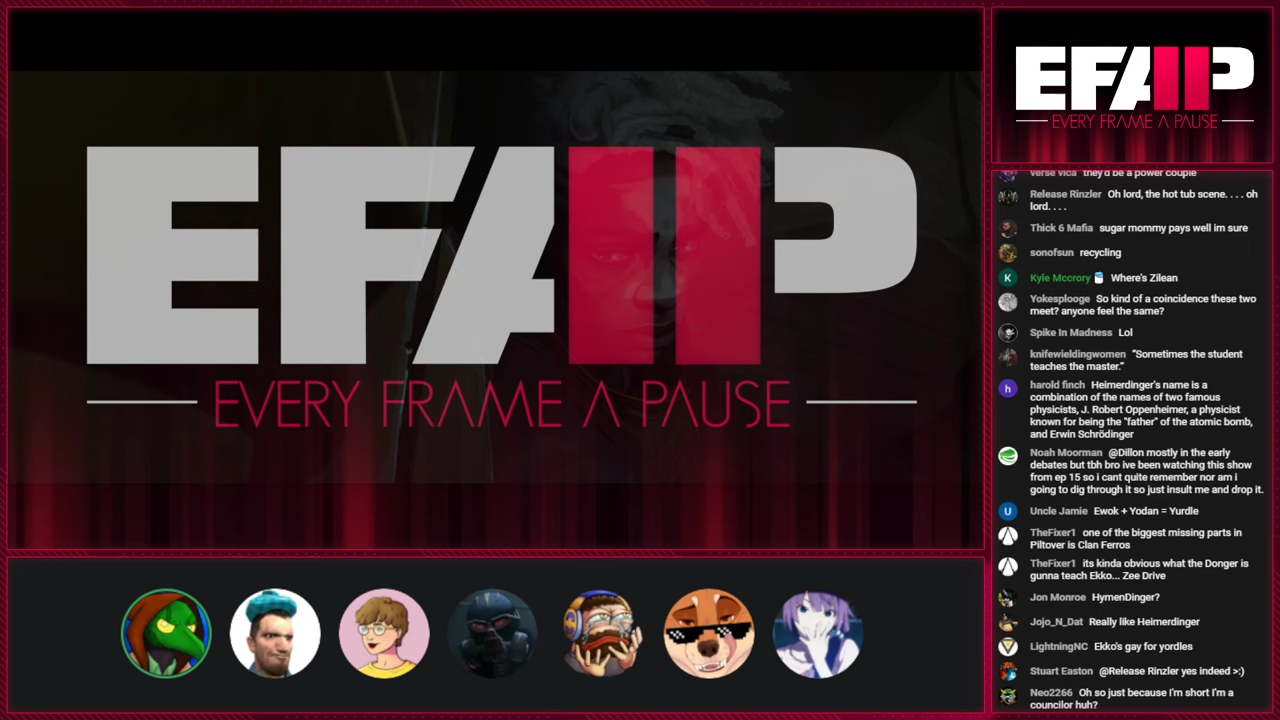 EFAP
EVERY FRAME A PAUSE
EFAP
EVERY FRAME A PAUSE
verse vica they'd be a power couple
Release Rinzler Oh lord, the hot tub scene. . . . oh
lord. . . .
Thick 6 Mafia sugar mommy pays well im sure
sonofsun recycling
K Kyle Mccrory Where's Zilean
Yokesplooge So kind of a coincidence these two
meet? anyone feel the same?
Spike In Madness Lol
knifewieldingwomen “Sometimes the student
teaches the master.”
h harold finch Heimerdinger's name is a
combination of the names of two famous
physicists, J. Robert Oppenheimer, a physicist
known for being the "father" of the atomic bomb,
and Erwin Schrödinger
Noah Moorman @Dillon mostly in the early
debates but tbh bro ive been watching this show
from ep 15 so i cant quite remember nor am i
going to dig through it so just insult me and drop it.
U Uncle Jamie Ewok + Yodan = Yurdle
TheFixer1 one of the biggest missing parts in
Piltover is Clan Ferros
TheFixer1 its kinda obvious what the Donger is
gunna teach Ekko... Zee Drive
Jon Monroe HymenDinger?
Jojo_N_Dat Really like Heimerdinger
LightningNC Ekko's gay for yordles
Stuart Easton @Release Rinzler yes indeed >:)
Neo2266 Oh so just because I'm short I'm a
councilor huh?